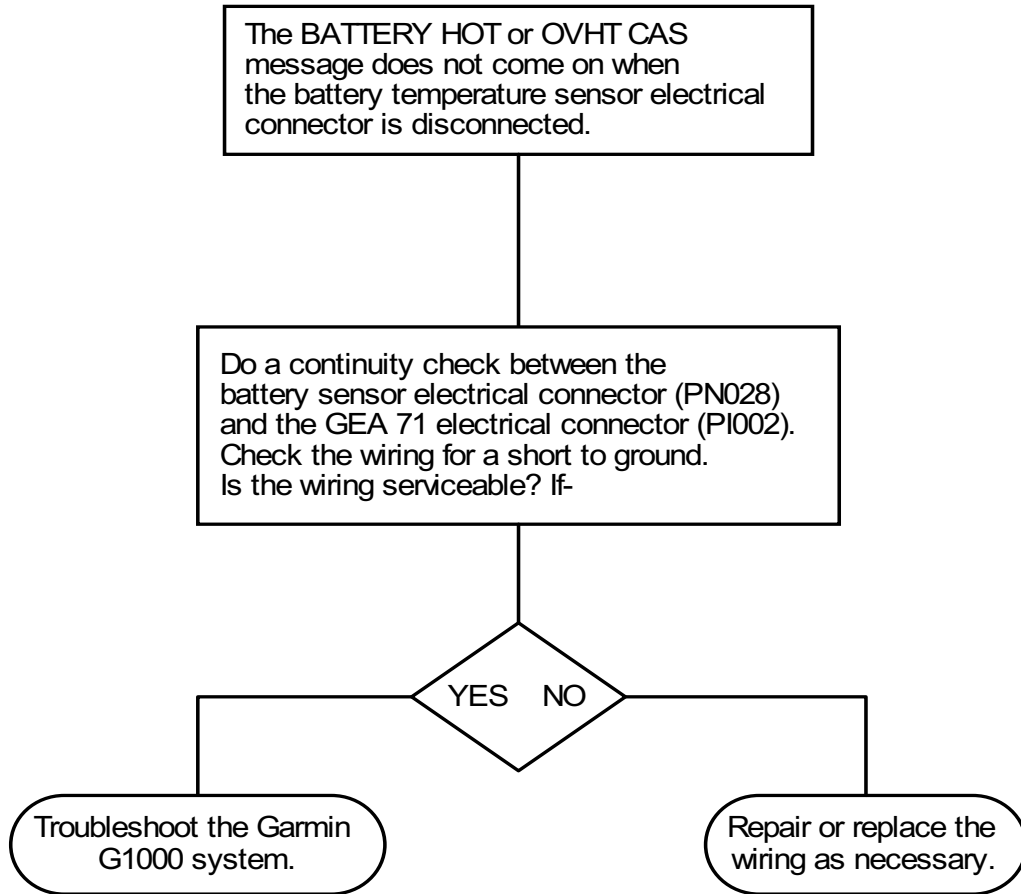 The BATTERY HOT or OVHT CAS
message does not come on when
the battery temperature sensor electrical
connector is disconnected.
Do a continuity check between the
battery sensor electrical connector (PN028)
and the GEA 71 electrical connector (PI002).
Check the wiring for a short to ground.
Is the wiring serviceable? If-
YES NO
Troubleshoot the Garmin
G1000 system.
Repair or replace the
wiring as necessary.